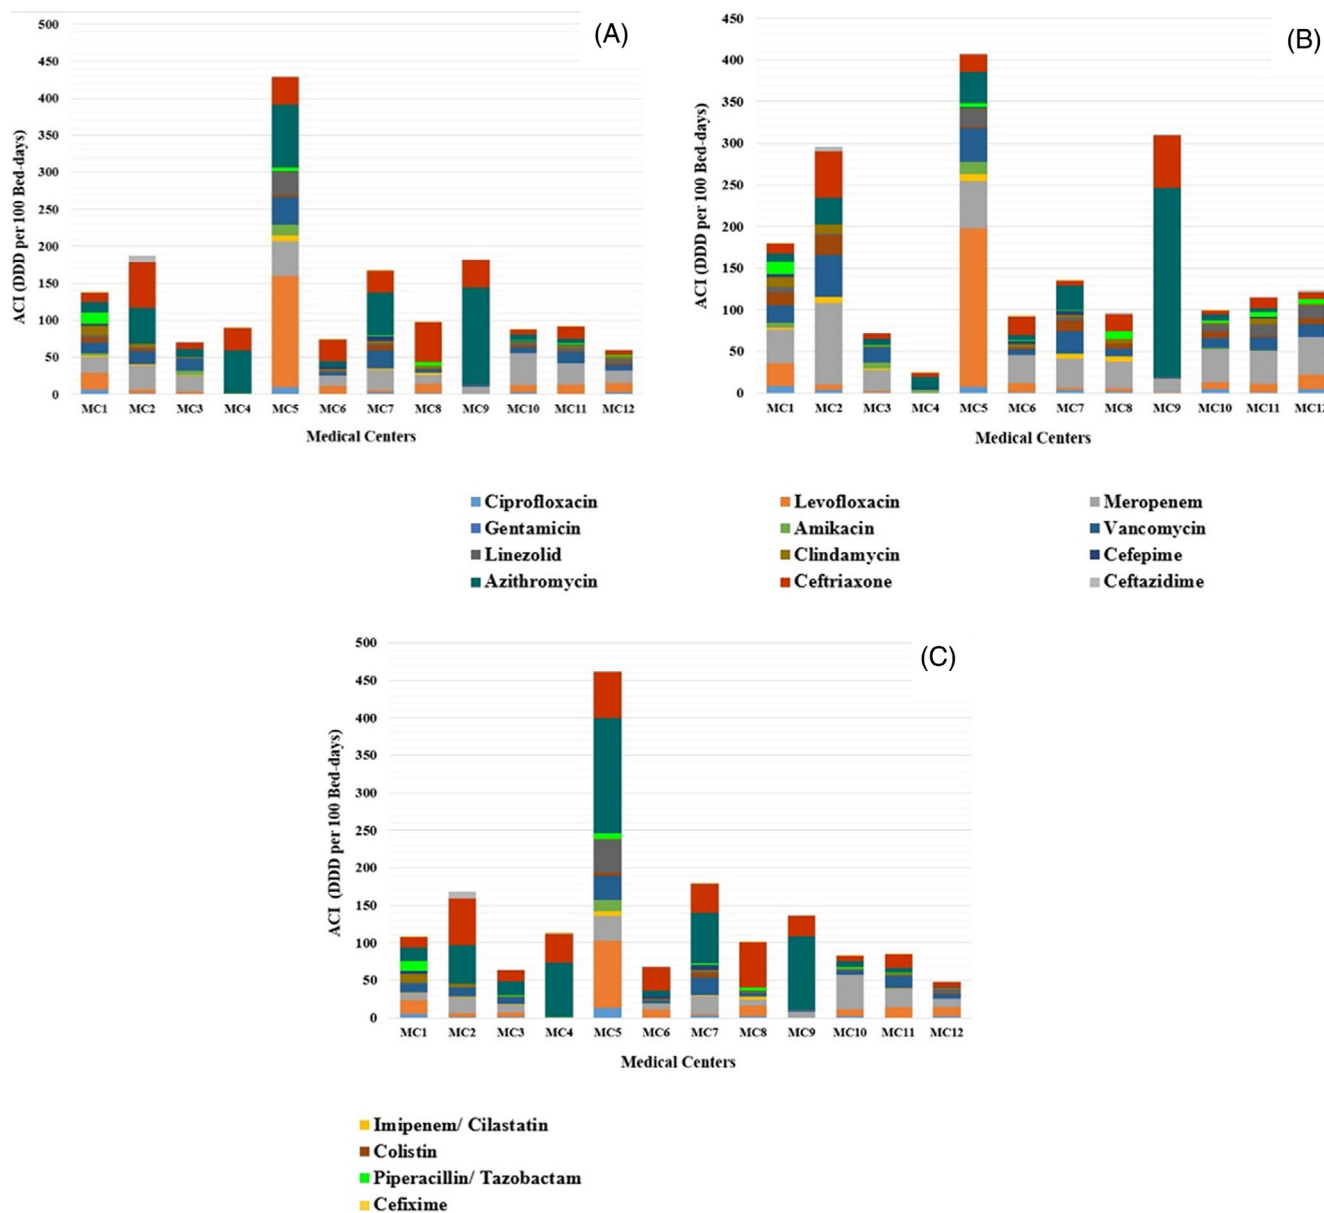 (A)
500
450
400
350
300
250
200
150
100
50
0
ACI (DDD per 100 Bed-days)
MC1 MC2 MC3 MC4 MC5 MC6 MC7 MC8 MC9 MC10 MC11 MC12
Medical Centers
(B)
450
400
350
300
250
200
150
100
50
0
ACI (DDD per 100 Bed-days)
MC1 MC2 MC3 MC4 MC5 MC6 MC7 MC8 MC9 MC10 MC11 MC12
Medical Centers
Ciprofloxacin Levofloxacin Meropenem
Gentamicin Amikacin Vancomycin
Linezolid Clindamycin Cefepime
Azithromycin Ceftriaxone Ceftazidime
(C)
500
450
400
350
300
250
200
150
100
50
0
ACI (DDD per 100 Bed-days)
MC1 MC2 MC3 MC4 MC5 MC6 MC7 MC8 MC9 MC10 MC11 MC12
Medical Centers
Imipenem/ Cilastatin
Colistin
Piperacillin/ Tazobactam
Cefixime